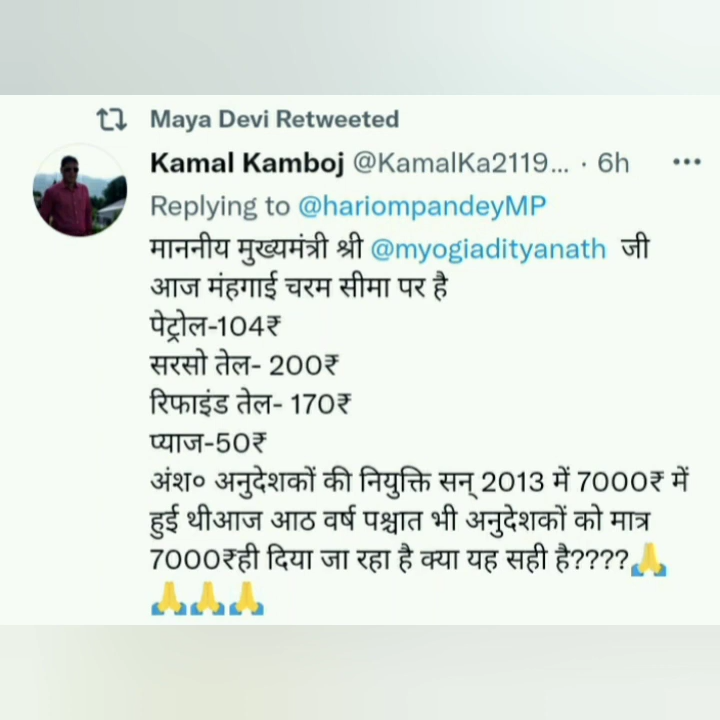 Maya Devi Retweeted
Kamal Kamboj @KamalKa2119... · 6h
Replying to @hariompandeyMP
माननीय मुख्यमंत्री श्री @myogiadityanath जी
आज मंहगाई चरम सीमा पर है
पेट्रोल-104₹
सरसो तेल- 200₹
रिफाइंड तेल- 170₹
प्याज-50₹
अंश० अनुदेशकों की नियुक्ति सन् 2013 में 7000₹ में
हुई थीआज आठ वर्ष पश्चात भी अनुदेशकों को मात्र
7000₹ही दिया जा रहा है क्या यह सही है????🙏
🙏🙏🙏